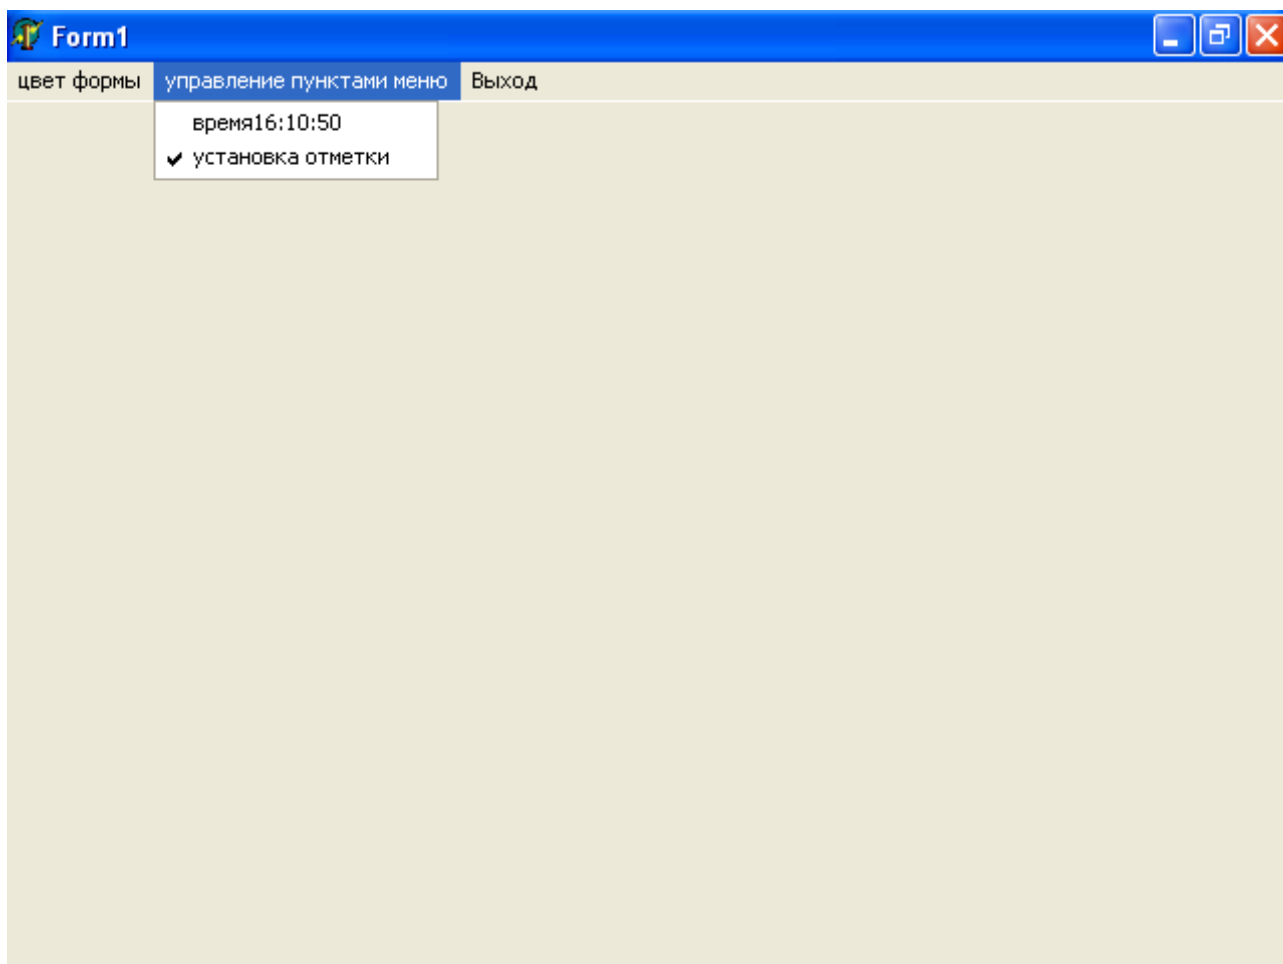 Form1
цвет формы управление пунктами меню Выход
время16:10:50
установка отметки